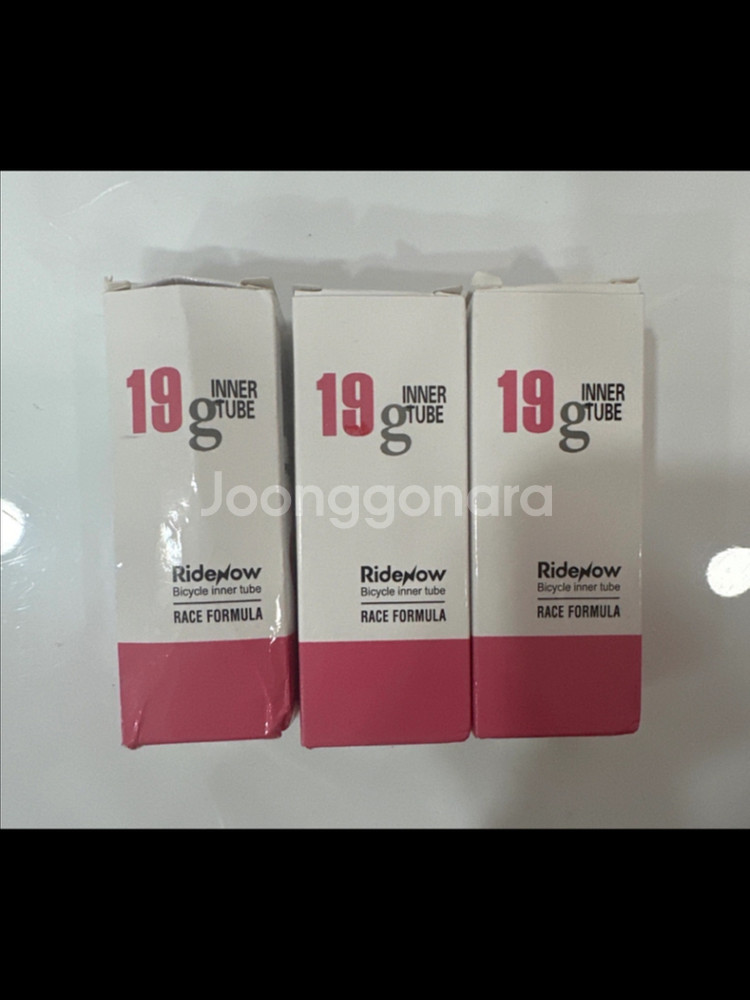 19 g INNER TUBE
RideNow
Bicycle inner tube
RACE FORMULA
19 g INNER TUBE
RideNow
Bicycle inner tube
RACE FORMULA
19 g INNER TUBE
RideNow
Bicycle inner tube
RACE FORMULA
Joonggonara